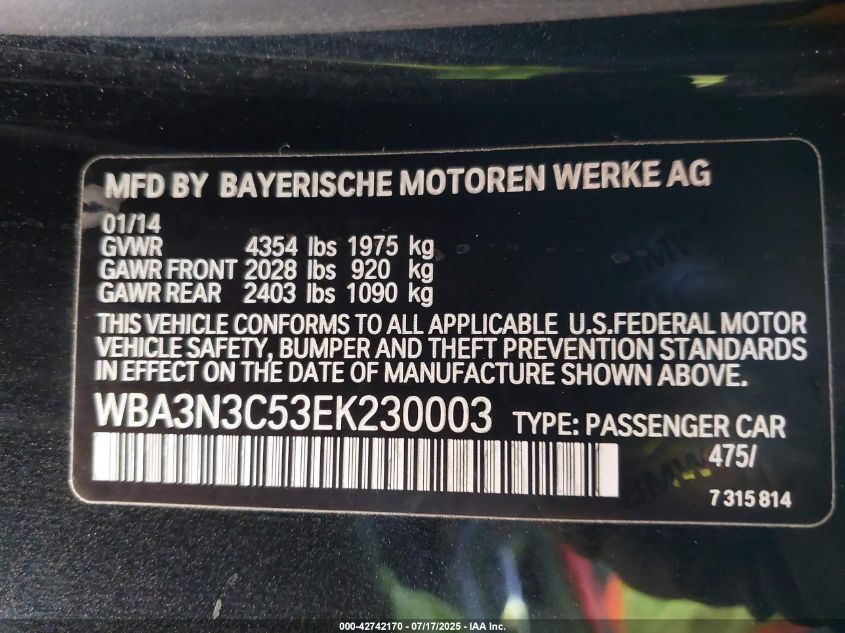 MFD BY BAYERISCHE MOTOREN WERKE AG
01/14
GVWR 4354 lbs 1975 kg
GAWR FRONT 2028 lbs 920 kg
GAWR REAR 2403 lbs 1090 kg
THIS VEHICLE CONFORMS TO ALL APPLICABLE U.S.FEDERAL MOTOR
VEHICLE SAFETY, BUMPER AND THEFT PREVENTION STANDARDS
IN EFFECT ON THE DATE OF MANUFACTURE SHOWN ABOVE.
WBA3N3C53EK230003 TYPE: PASSENGER CAR
475/
7 315 814
000-42742170 - 07/17/2025 - IAA Inc.